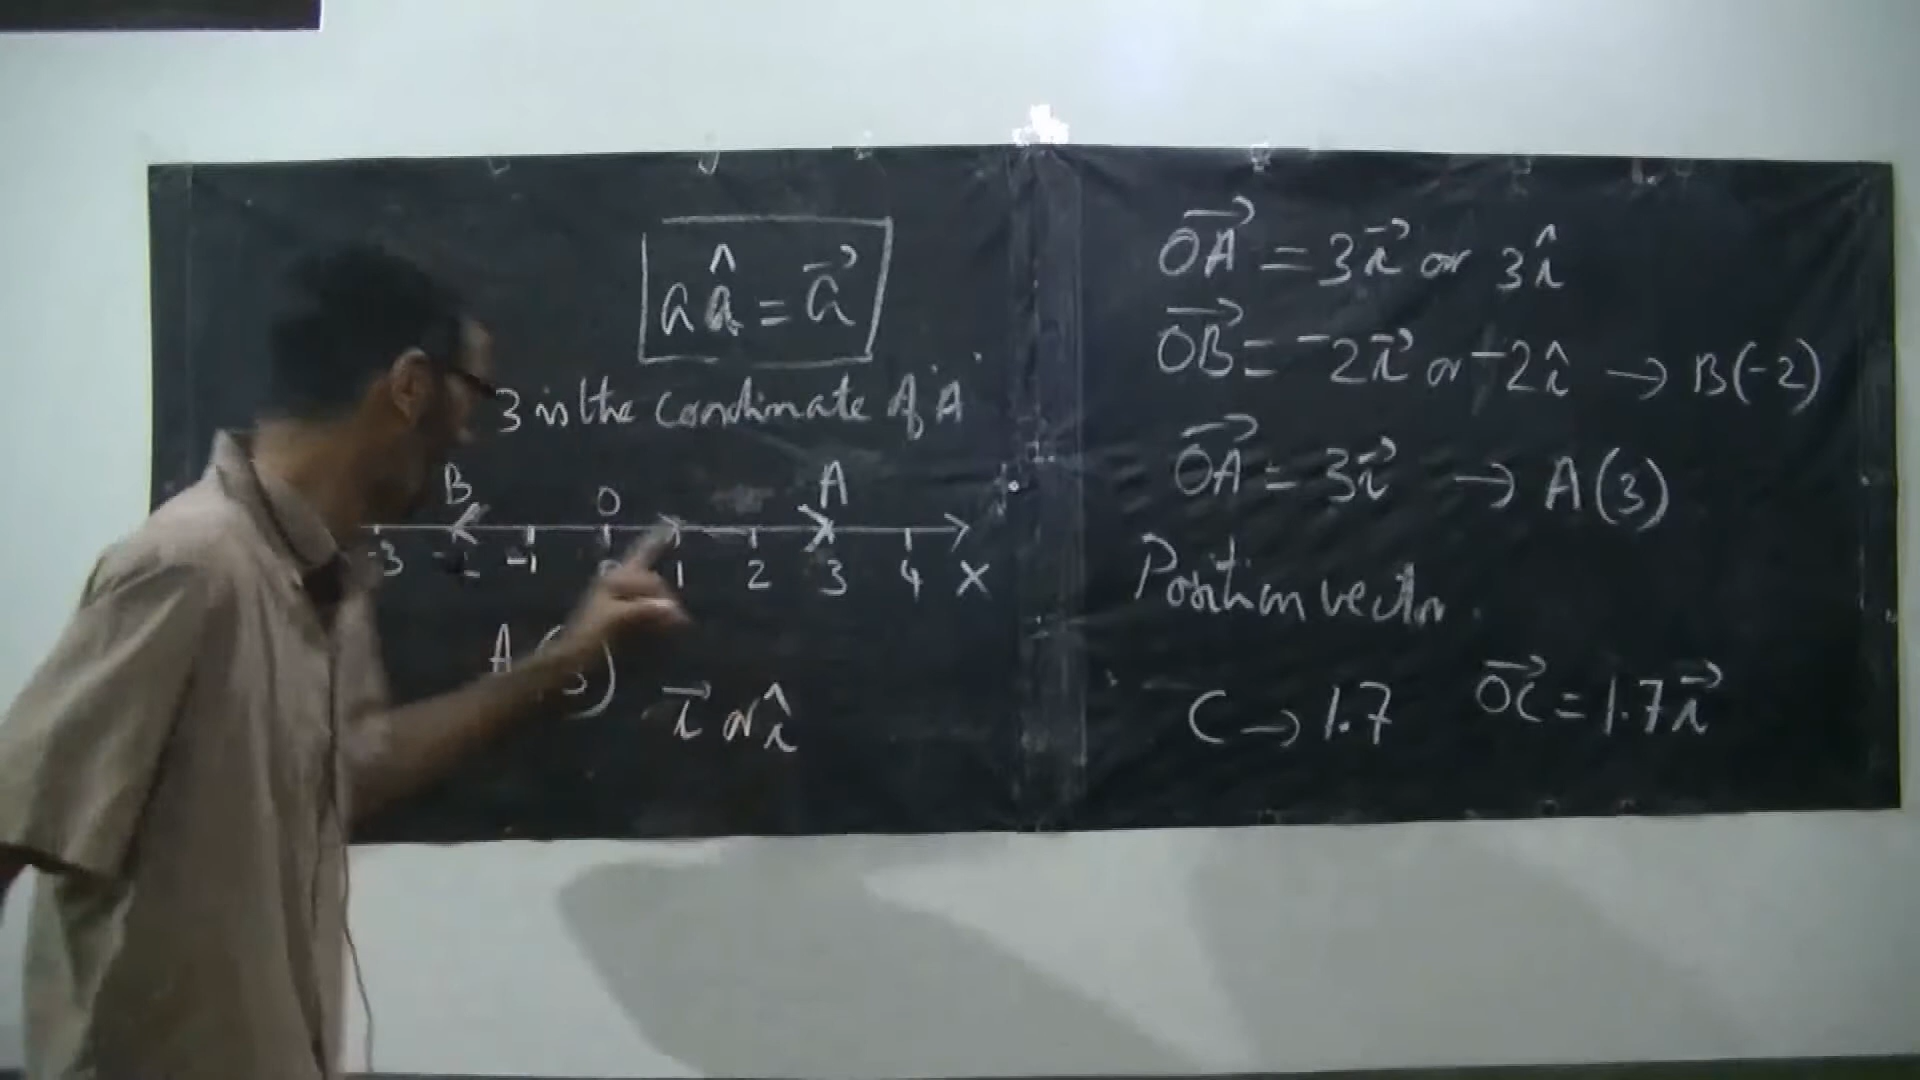 a â = a⃗
3 is the coordinate of A
B O A
-3 -2 -1 0 1 2 3 4 X
A (3)
i⃗ or î
OA⃗ = 3i⃗ or 3î
OB⃗ = -2i⃗ or -2î → B(-2)
OA⃗ = 3i⃗ → A(3)
Position vector.
C → 1.7 OC⃗ = 1.7i⃗